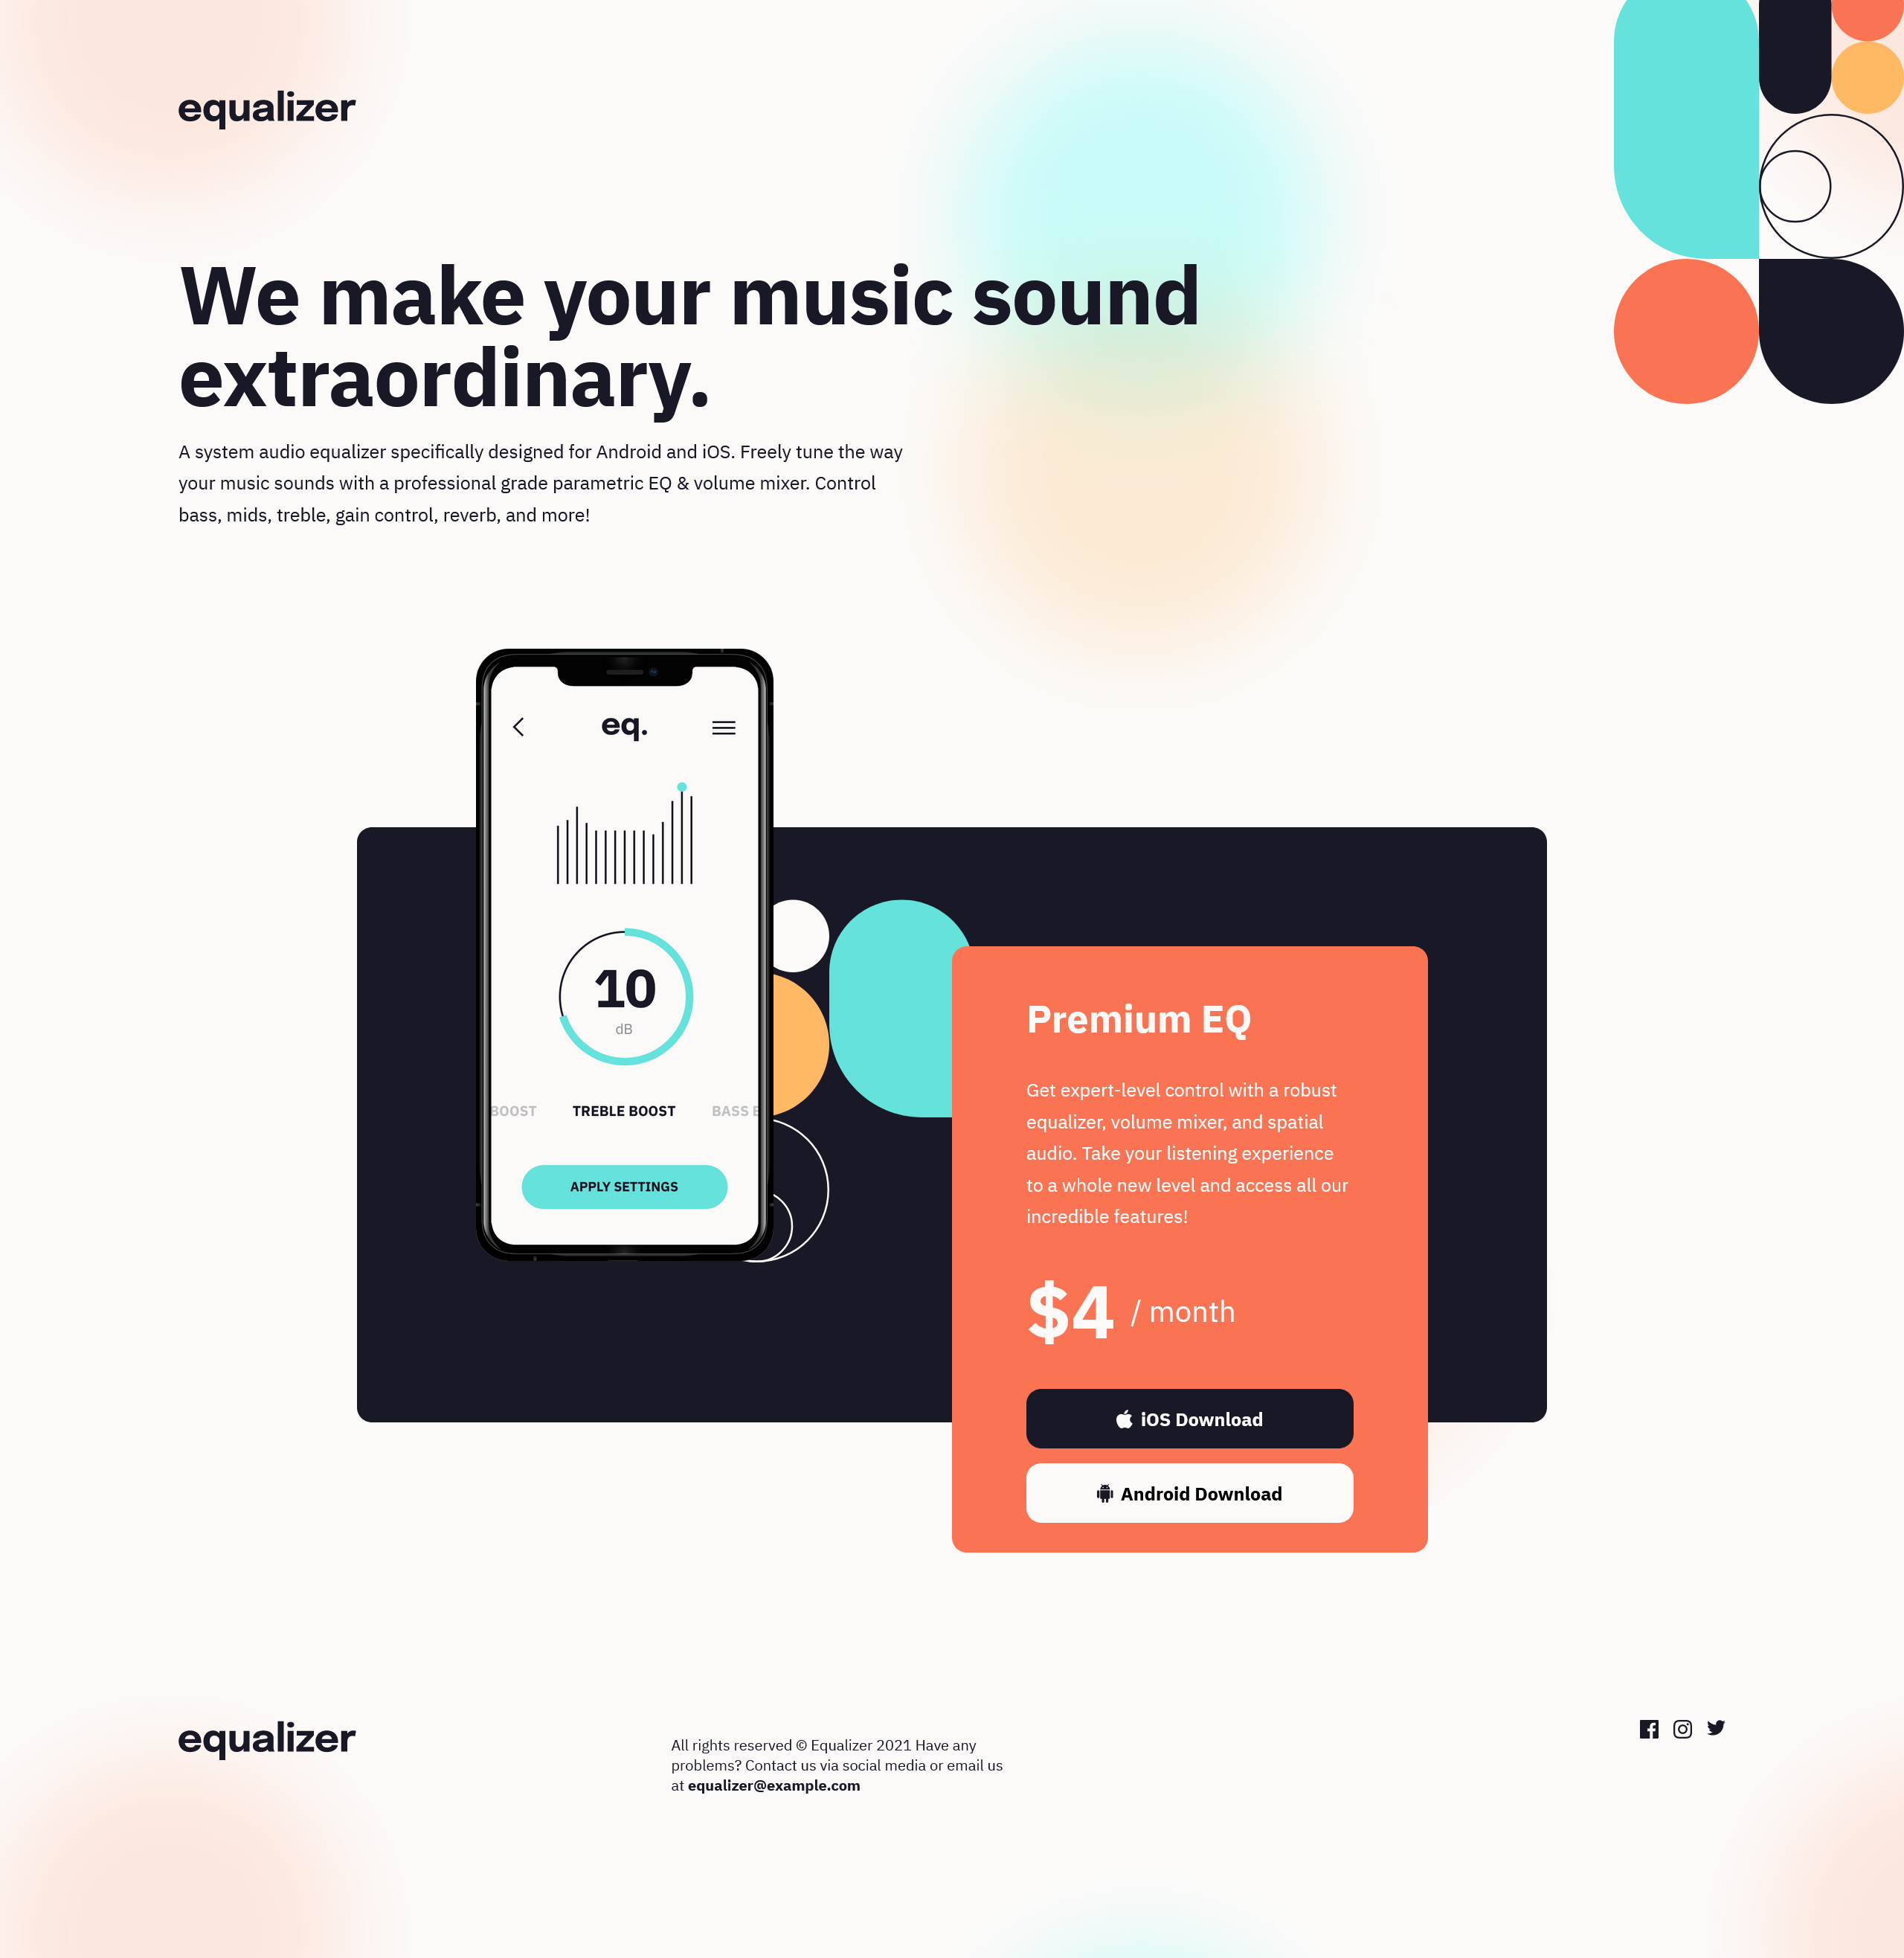 equalizer
We make your music sound
extraordinary.
A system audio equalizer specifically designed for Android and iOS. Freely tune the way
your music sounds with a professional grade parametric EQ & volume mixer. Control
bass, mids, treble, gain control, reverb, and more!
eq.
10
dB
BOOST TREBLE BOOST BASS
APPLY SETTINGS
Premium EQ
Get expert-level control with a robust
equalizer, volume mixer, and spatial
audio. Take your listening experience
to a whole new level and access all our
incredible features!
$4 / month
iOS Download
Android Download
equalizer
All rights reserved © Equalizer 2021 Have any
problems? Contact us via social media or email us
at equalizer@example.com